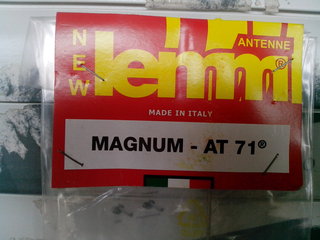 NEW
ANTENNE
lemm®
MADE IN ITALY
MAGNUM - AT 71®